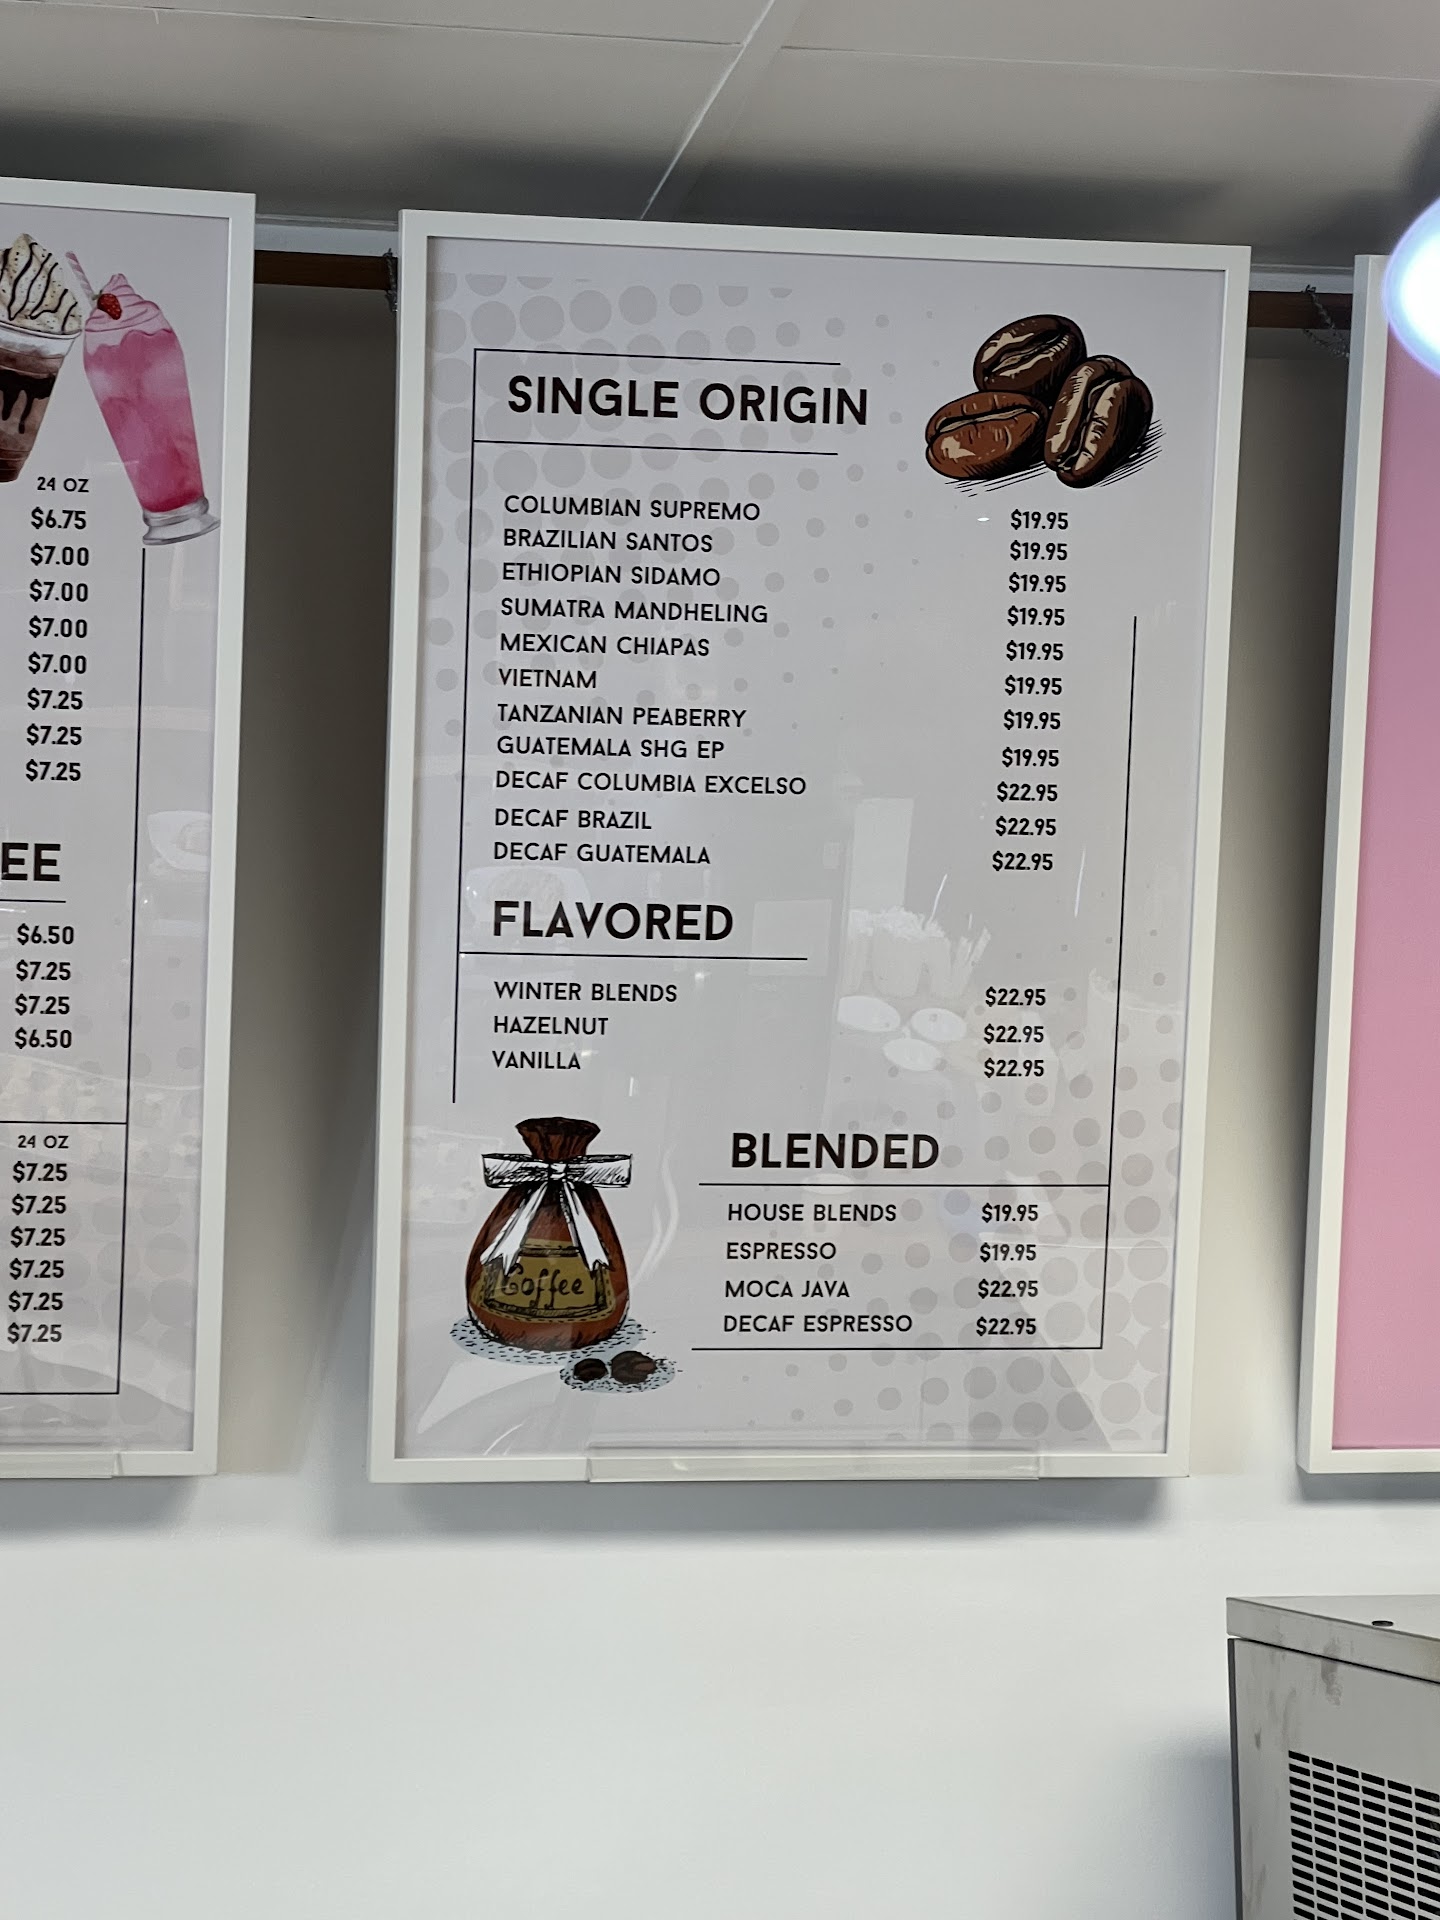 24 OZ
$6.75
$7.00
$7.00
$7.00
$7.00
$7.25
$7.25
$7.25
EE
$6.50
$7.25
$7.25
$6.50
24 OZ
$7.25
$7.25
$7.25
$7.25
$7.25
$7.25
SINGLE ORIGIN
COLUMBIAN SUPREMO $19.95
BRAZILIAN SANTOS $19.95
ETHIOPIAN SIDAMO $19.95
SUMATRA MANDHELING $19.95
MEXICAN CHIAPAS $19.95
VIETNAM $19.95
TANZANIAN PEABERRY $19.95
GUATEMALA SHG EP $19.95
DECAF COLUMBIA EXCELSO $22.95
DECAF BRAZIL $22.95
DECAF GUATEMALA $22.95
FLAVORED
WINTER BLENDS $22.95
HAZELNUT $22.95
VANILLA $22.95
BLENDED
HOUSE BLENDS $19.95
ESPRESSO $19.95
MOCA JAVA $22.95
DECAF ESPRESSO $22.95
Coffee